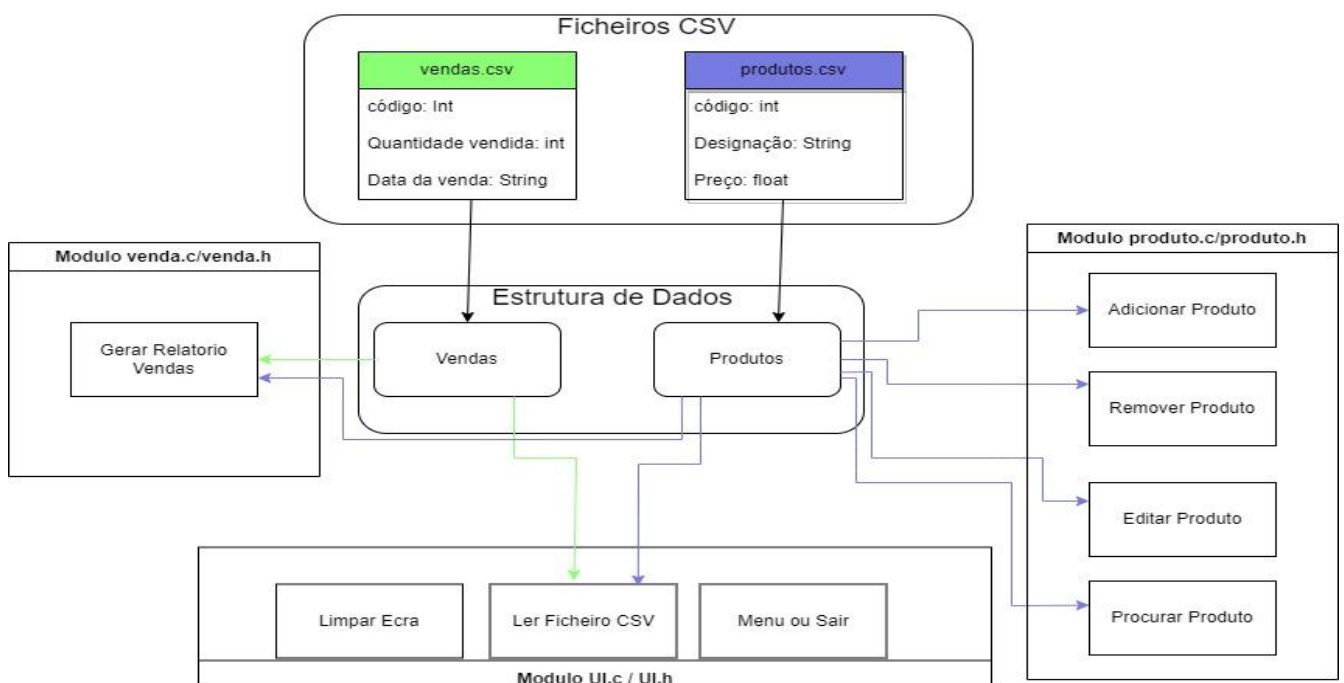 Ficheiros CSV
vendas.csv
código: Int
Quantidade vendida: int
Data da venda: String
produtos.csv
código: int
Designação: String
Preço: float
Modulo venda.c/venda.h
Gerar Relatorio
Vendas
Estrutura de Dados
Vendas
Produtos
Modulo produto.c/produto.h
Adicionar Produto
Remover Produto
Editar Produto
Procurar Produto
Limpar Ecra
Ler Ficheiro CSV
Menu ou Sair
Modulo UI.c / UI.h